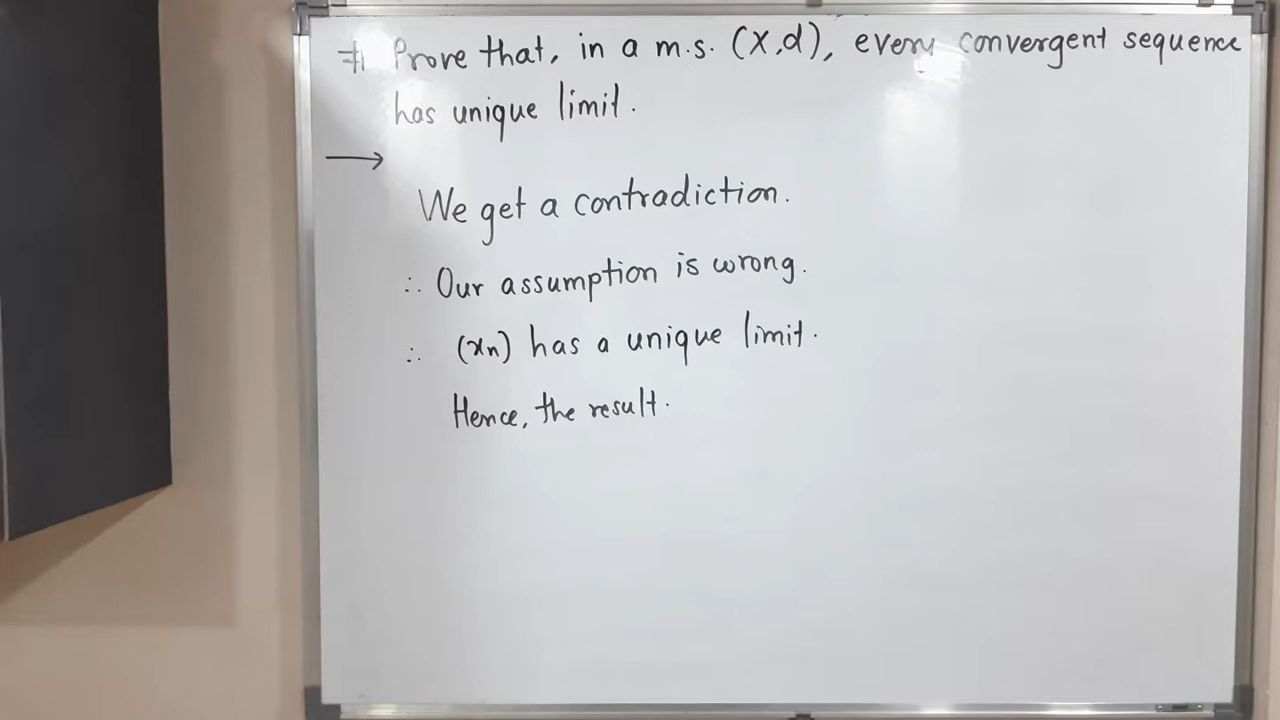 # Prove that, in a m.s. (X,d), every convergent sequence
has unique limit.
→
We get a contradiction.
∴ Our assumption is wrong.
∴ (xn) has a unique limit.
Hence, the result.